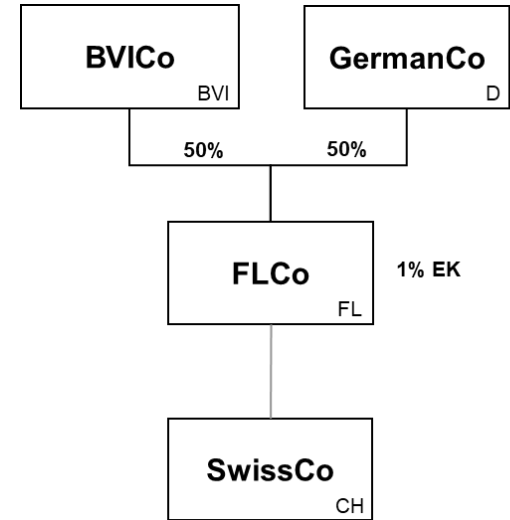 BVICo
BVI
GermanCo
D
50%
50%
FLCo
FL
1% EK
SwissCo
CH